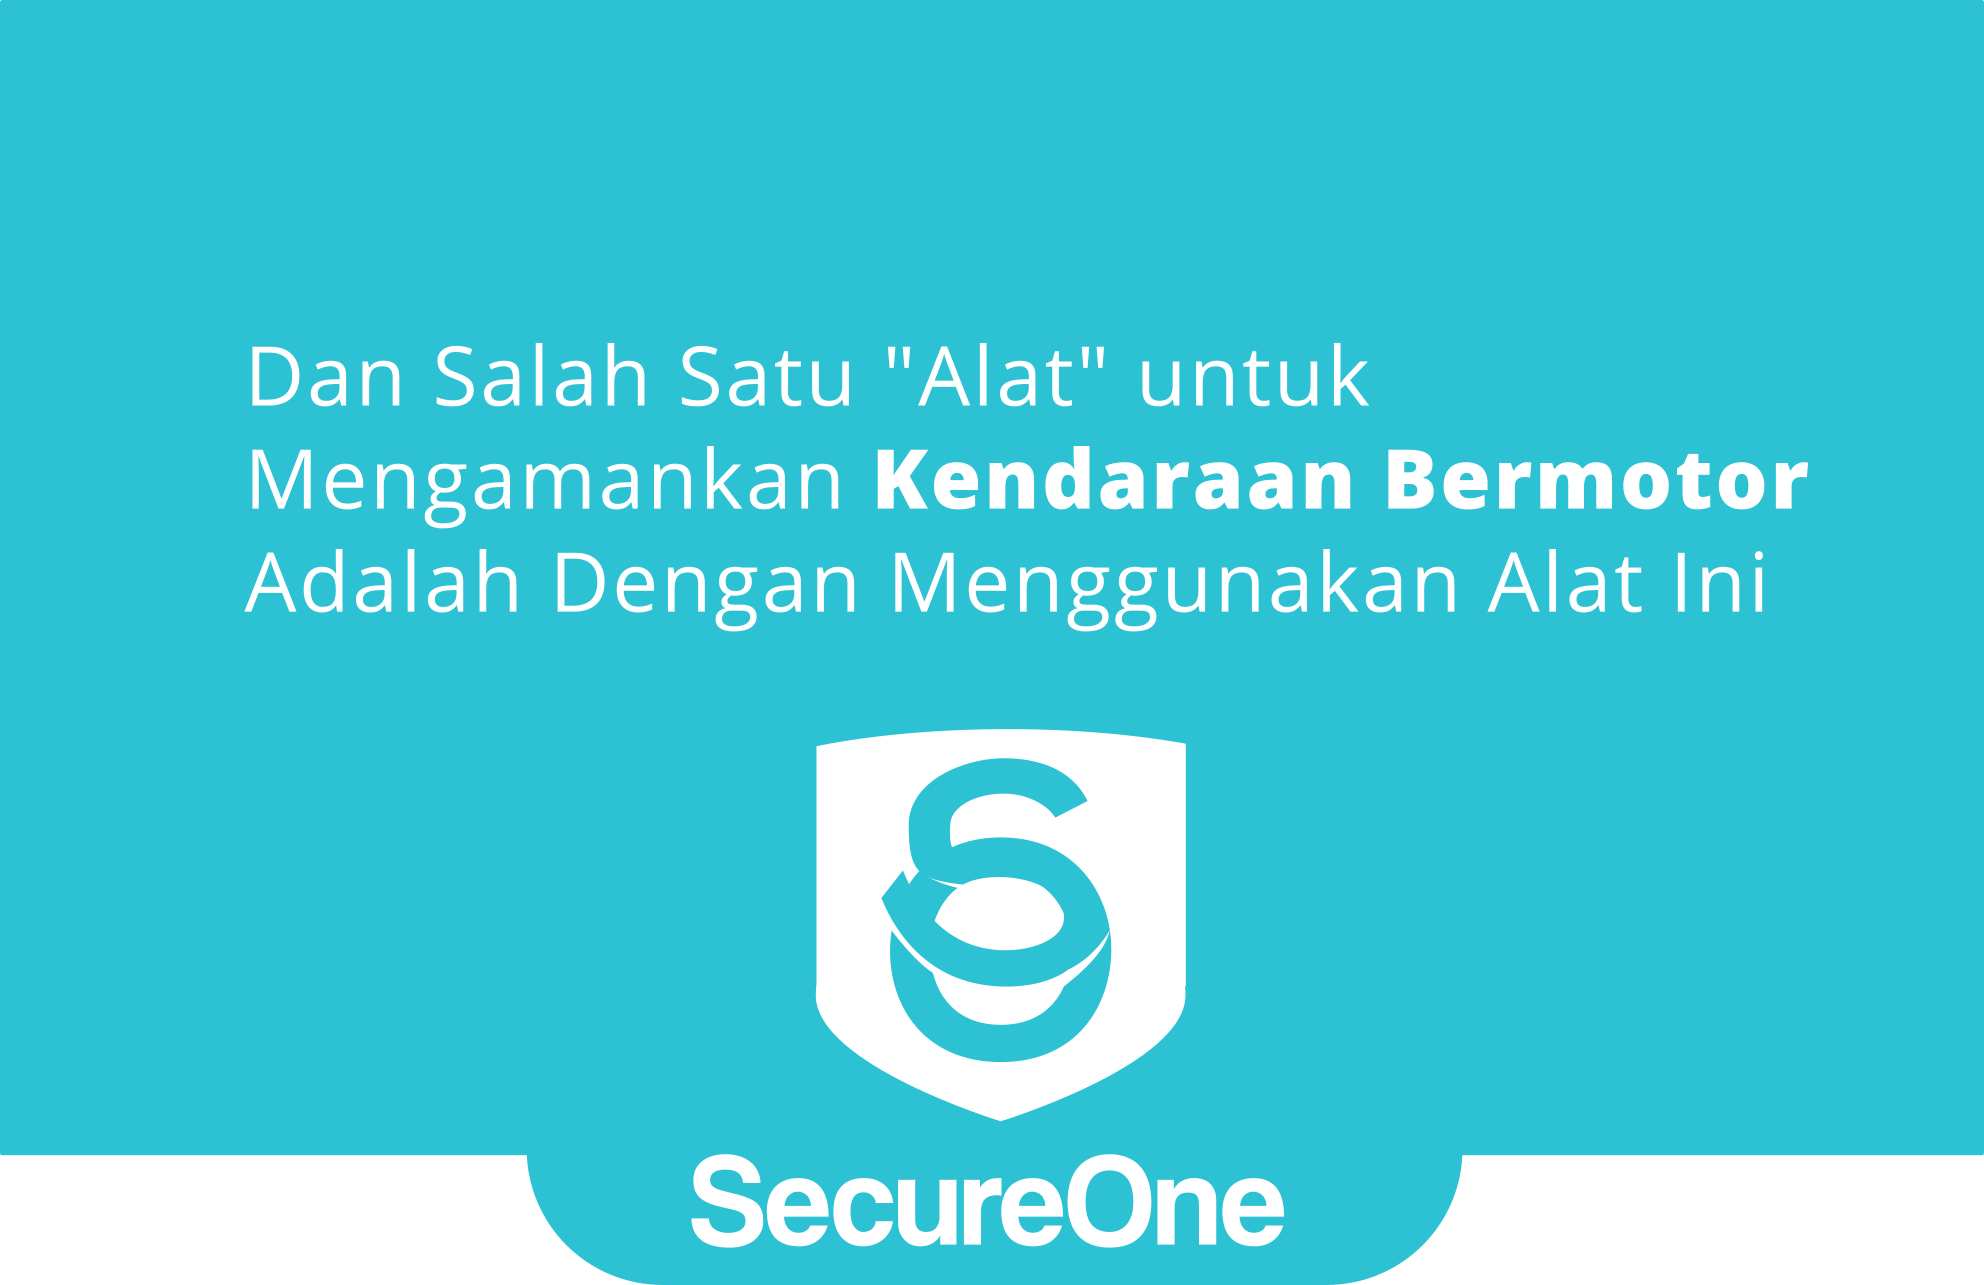 Dan Salah Satu "Alat" untuk
Mengamankan Kendaraan Bermotor
Adalah Dengan Menggunakan Alat Ini
SecureOne